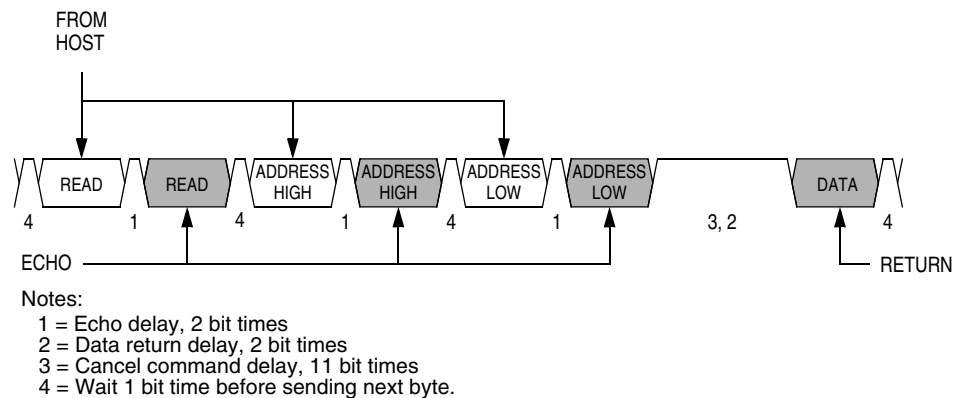 FROM
HOST
READ
READ
ADDRESS
HIGH
ADDRESS
HIGH
ADDRESS
LOW
ADDRESS
LOW
DATA
4
1
4
1
4
1
3, 2
4
ECHO
RETURN
Notes:
1 = Echo delay, 2 bit times
2 = Data return delay, 2 bit times
3 = Cancel command delay, 11 bit times
4 = Wait 1 bit time before sending next byte.